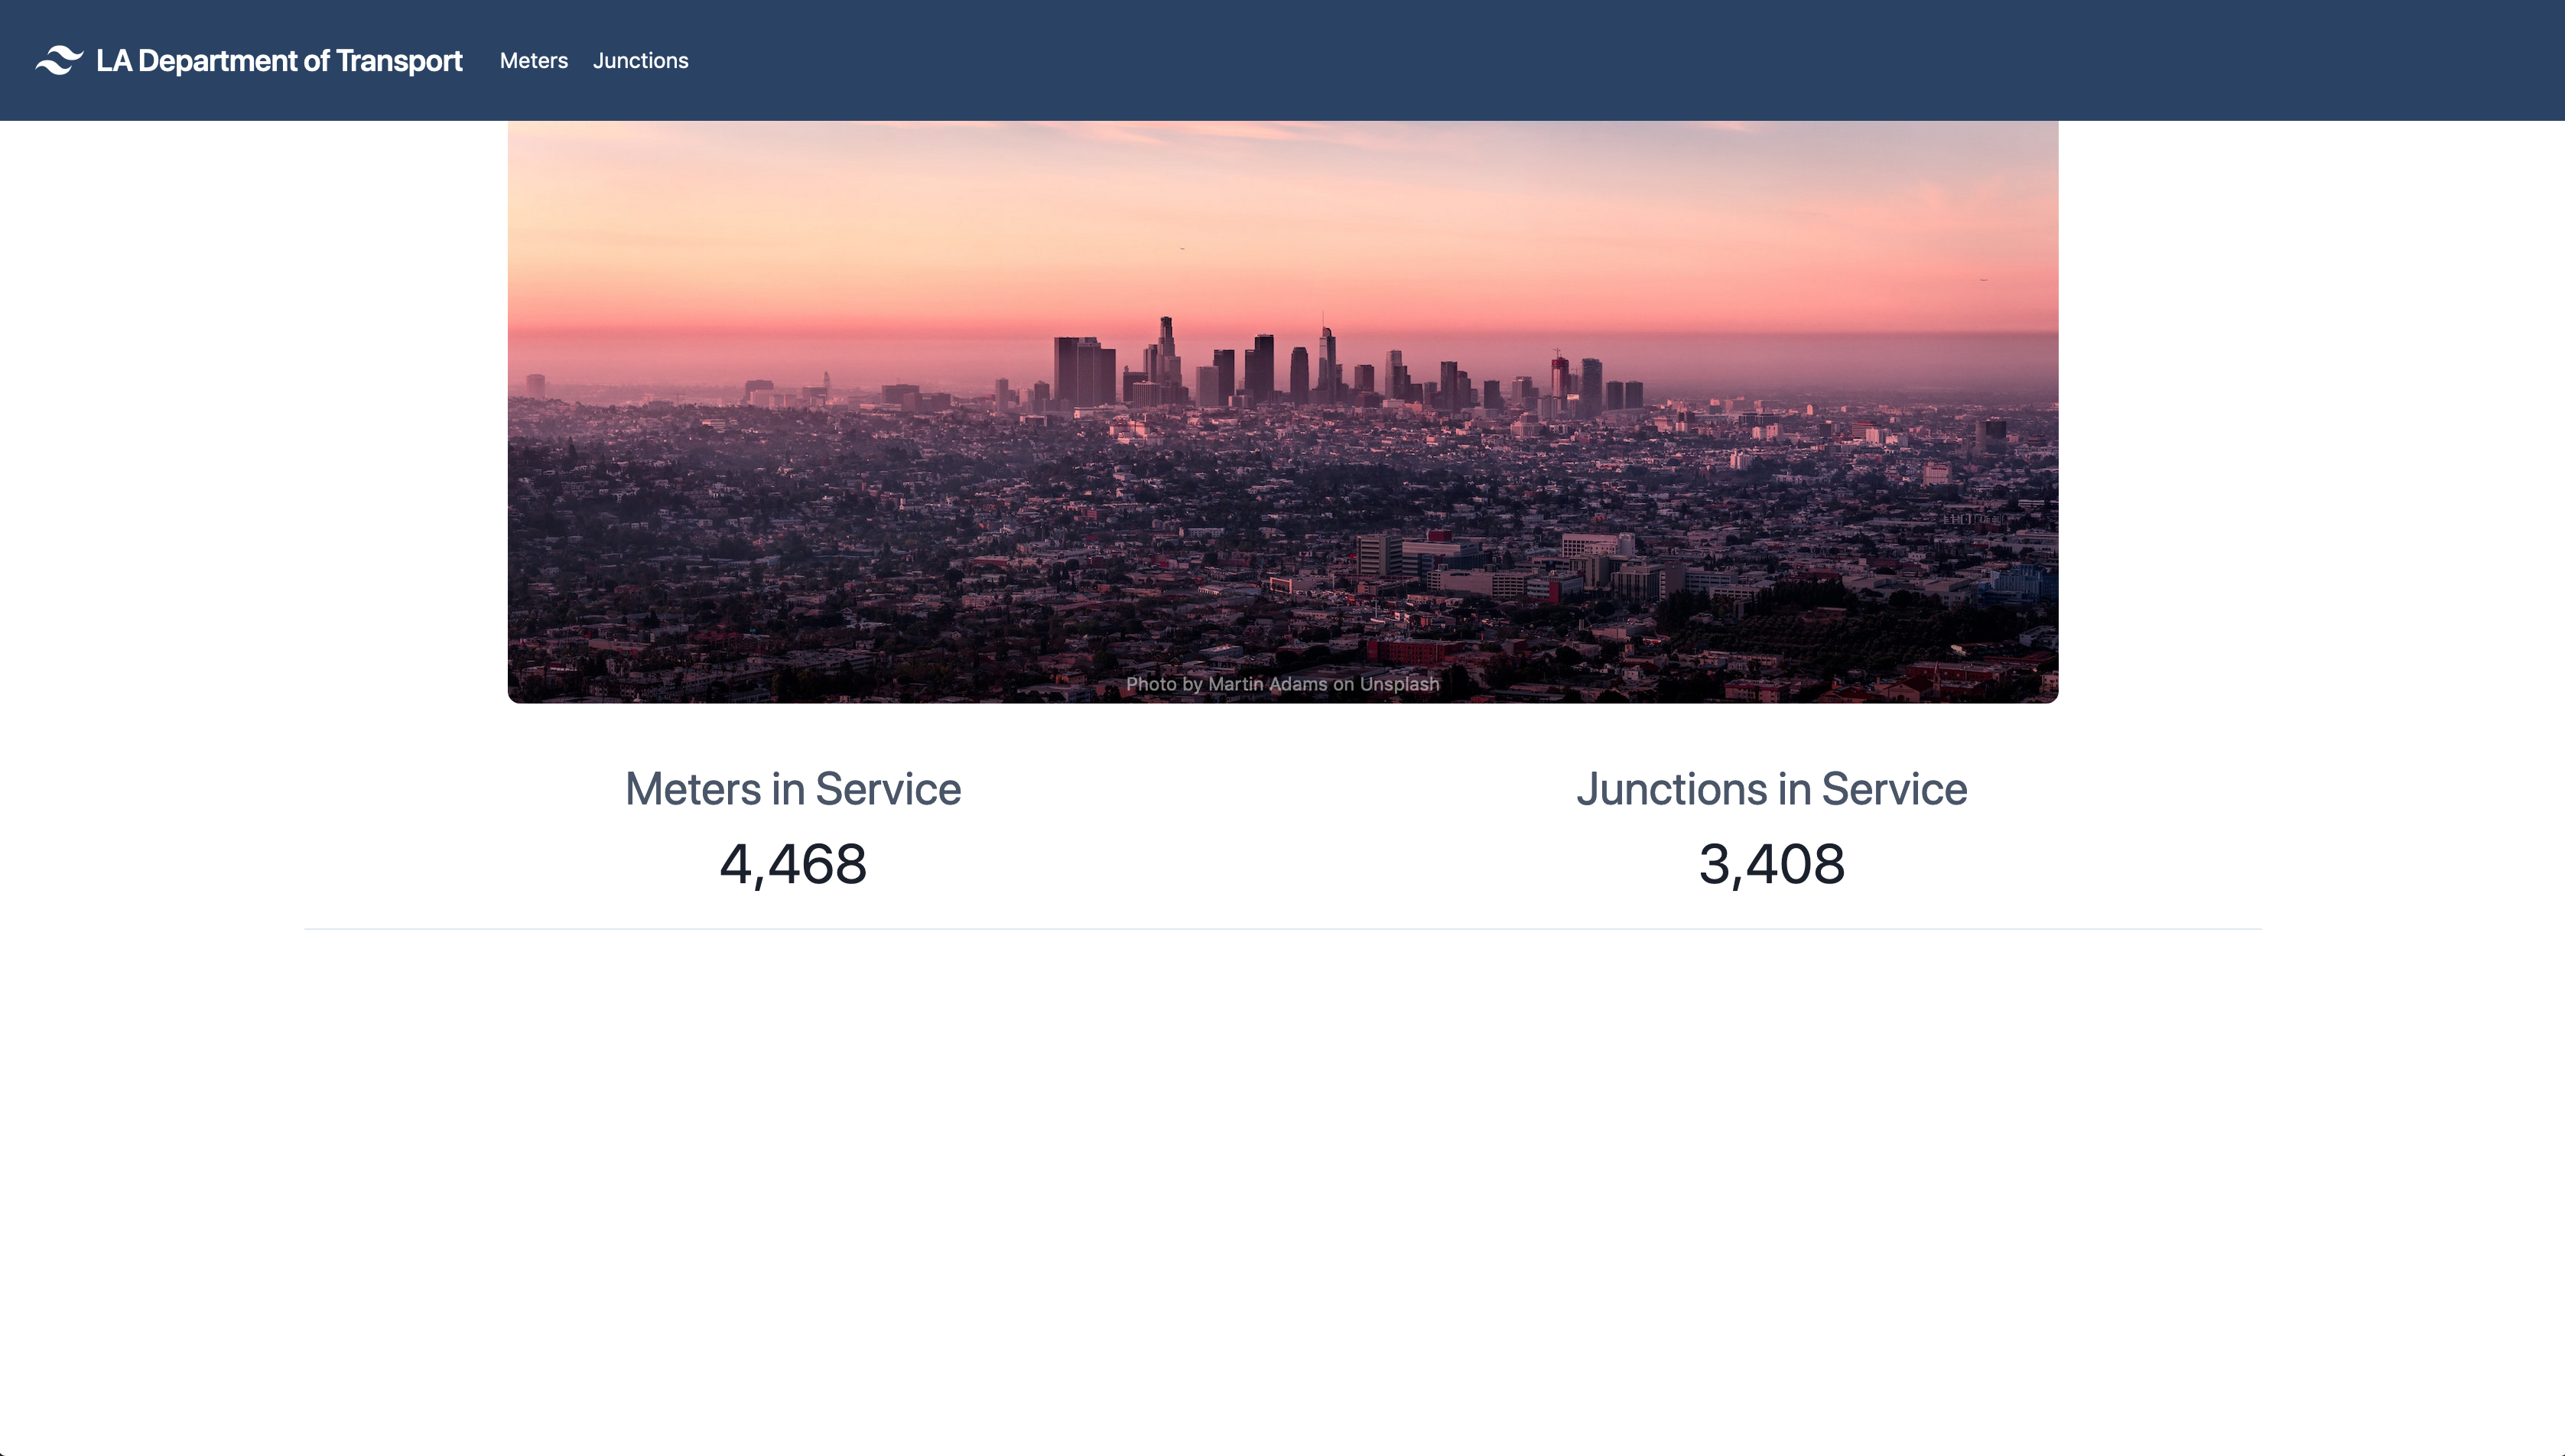 LA Department of Transport
Meters
Junctions
Photo by Martin Adams on Unsplash
Meters in Service
4,468
Junctions in Service
3,408